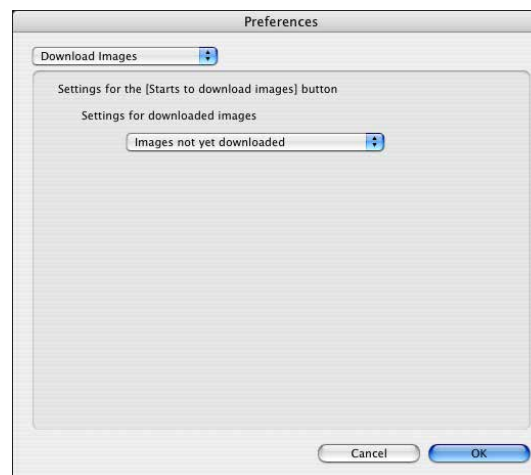 Preferences
Download Images
Settings for the [Starts to download images] button
Settings for downloaded images
Images not yet downloaded
Cancel
OK